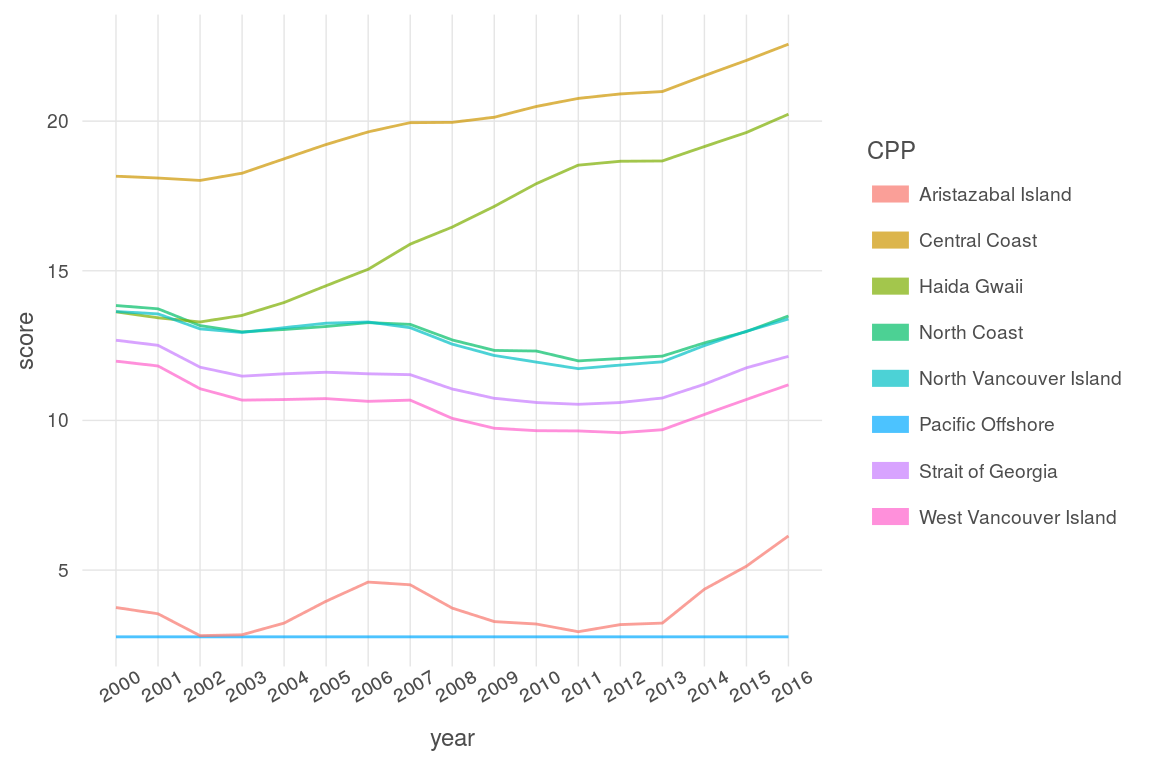 20
15
10
5
score
2000 2001 2002 2003 2004 2005 2006 2007 2008 2009 2010 2011 2012 2013 2014 2015 2016
year
CPP
Aristazabal Island
Central Coast
Haida Gwaii
North Coast
North Vancouver Island
Pacific Offshore
Strait of Georgia
West Vancouver Island